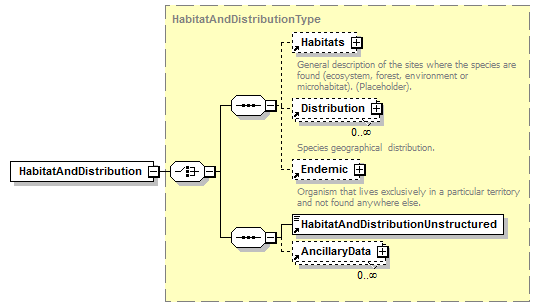 HabitatAndDistributionType
Habitats
General description of the sites where the species are
found (ecosystem, forest, environment or
microhabitat). (Placeholder).
Distribution
0..∞
Species geographical distribution.
HabitatAndDistribution
Endemic
Organism that lives exclusively in a particular territory
and not found anywhere else.
HabitatAndDistributionUnstructured
AncillaryData
0..∞